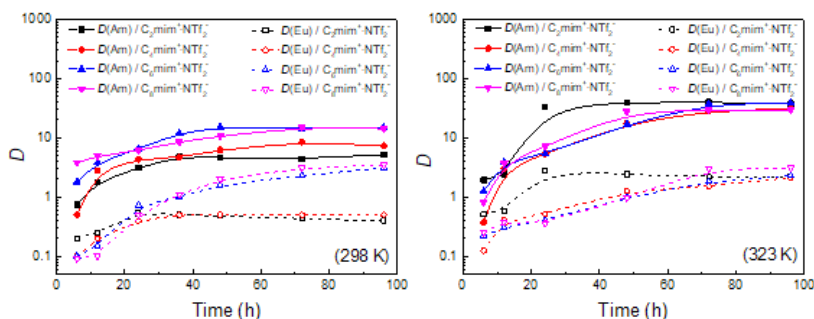 1000
D(Am) / C₂mim⁺·NTf₂⁻ D(Eu) / C₂mim⁺·NTf₂⁻
D(Am) / C₄mim⁺·NTf₂⁻ D(Eu) / C₄mim⁺·NTf₂⁻
100
D(Am) / C₆mim⁺·NTf₂⁻ D(Eu) / C₆mim⁺·NTf₂⁻
D(Am) / C₈mim⁺·NTf₂⁻ D(Eu) / C₈mim⁺·NTf₂⁻
D
10
1
0.1
(298 K)
0 20 40 60 80 100
Time (h)
1000
D(Am) / C₂mim⁺·NTf₂⁻ D(Eu) / C₂mim⁺·NTf₂⁻
D(Am) / C₄mim⁺·NTf₂⁻ D(Eu) / C₄mim⁺·NTf₂⁻
100
D(Am) / C₆mim⁺·NTf₂⁻ D(Eu) / C₆mim⁺·NTf₂⁻
D(Am) / C₈mim⁺·NTf₂⁻ D(Eu) / C₈mim⁺·NTf₂⁻
D
10
1
0.1
(323 K)
0 20 40 60 80 100
Time (h)